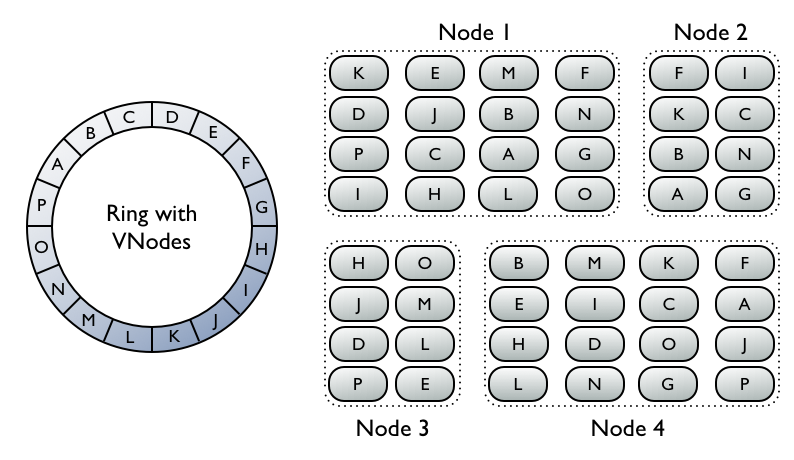 Node 1
K E M F
D J B N
P C A G
I H L O
Node 2
F I
K C
B N
A G
Ring with
VNodes
A
B
C
D
E
F
G
H
I
J
K
L
M
N
O
P
H O
J M
D L
P E
Node 3
B M K F
E I C A
H D O J
L N G P
Node 4